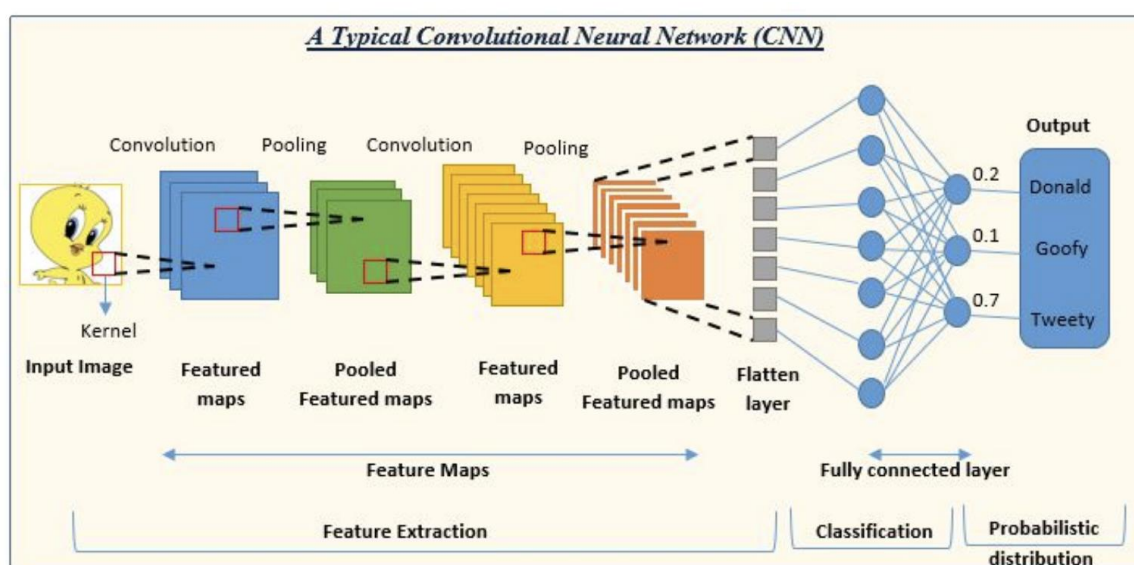 A Typical Convolutional Neural Network (CNN)
Convolution
Pooling
Convolution
Pooling
Output
0.2
Donald
0.1
Goofy
0.7
Tweety
Kernel
Input Image
Featured
maps
Pooled
Featured maps
Featured
maps
Pooled
Featured maps
Flatten
layer
Feature Maps
Fully connected layer
Feature Extraction
Classification
Probabilistic
distribution